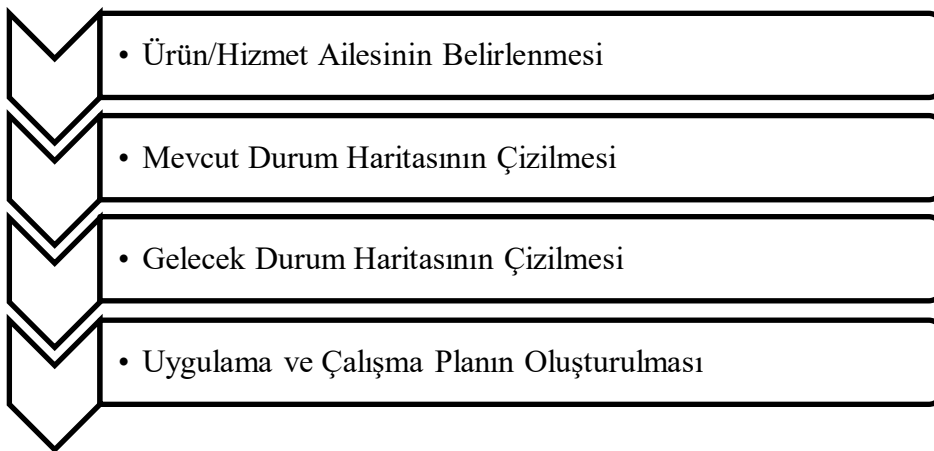 • Ürün/Hizmet Ailesinin Belirlenmesi
• Mevcut Durum Haritasının Çizilmesi
• Gelecek Durum Haritasının Çizilmesi
• Uygulama ve Çalışma Planın Oluşturulması